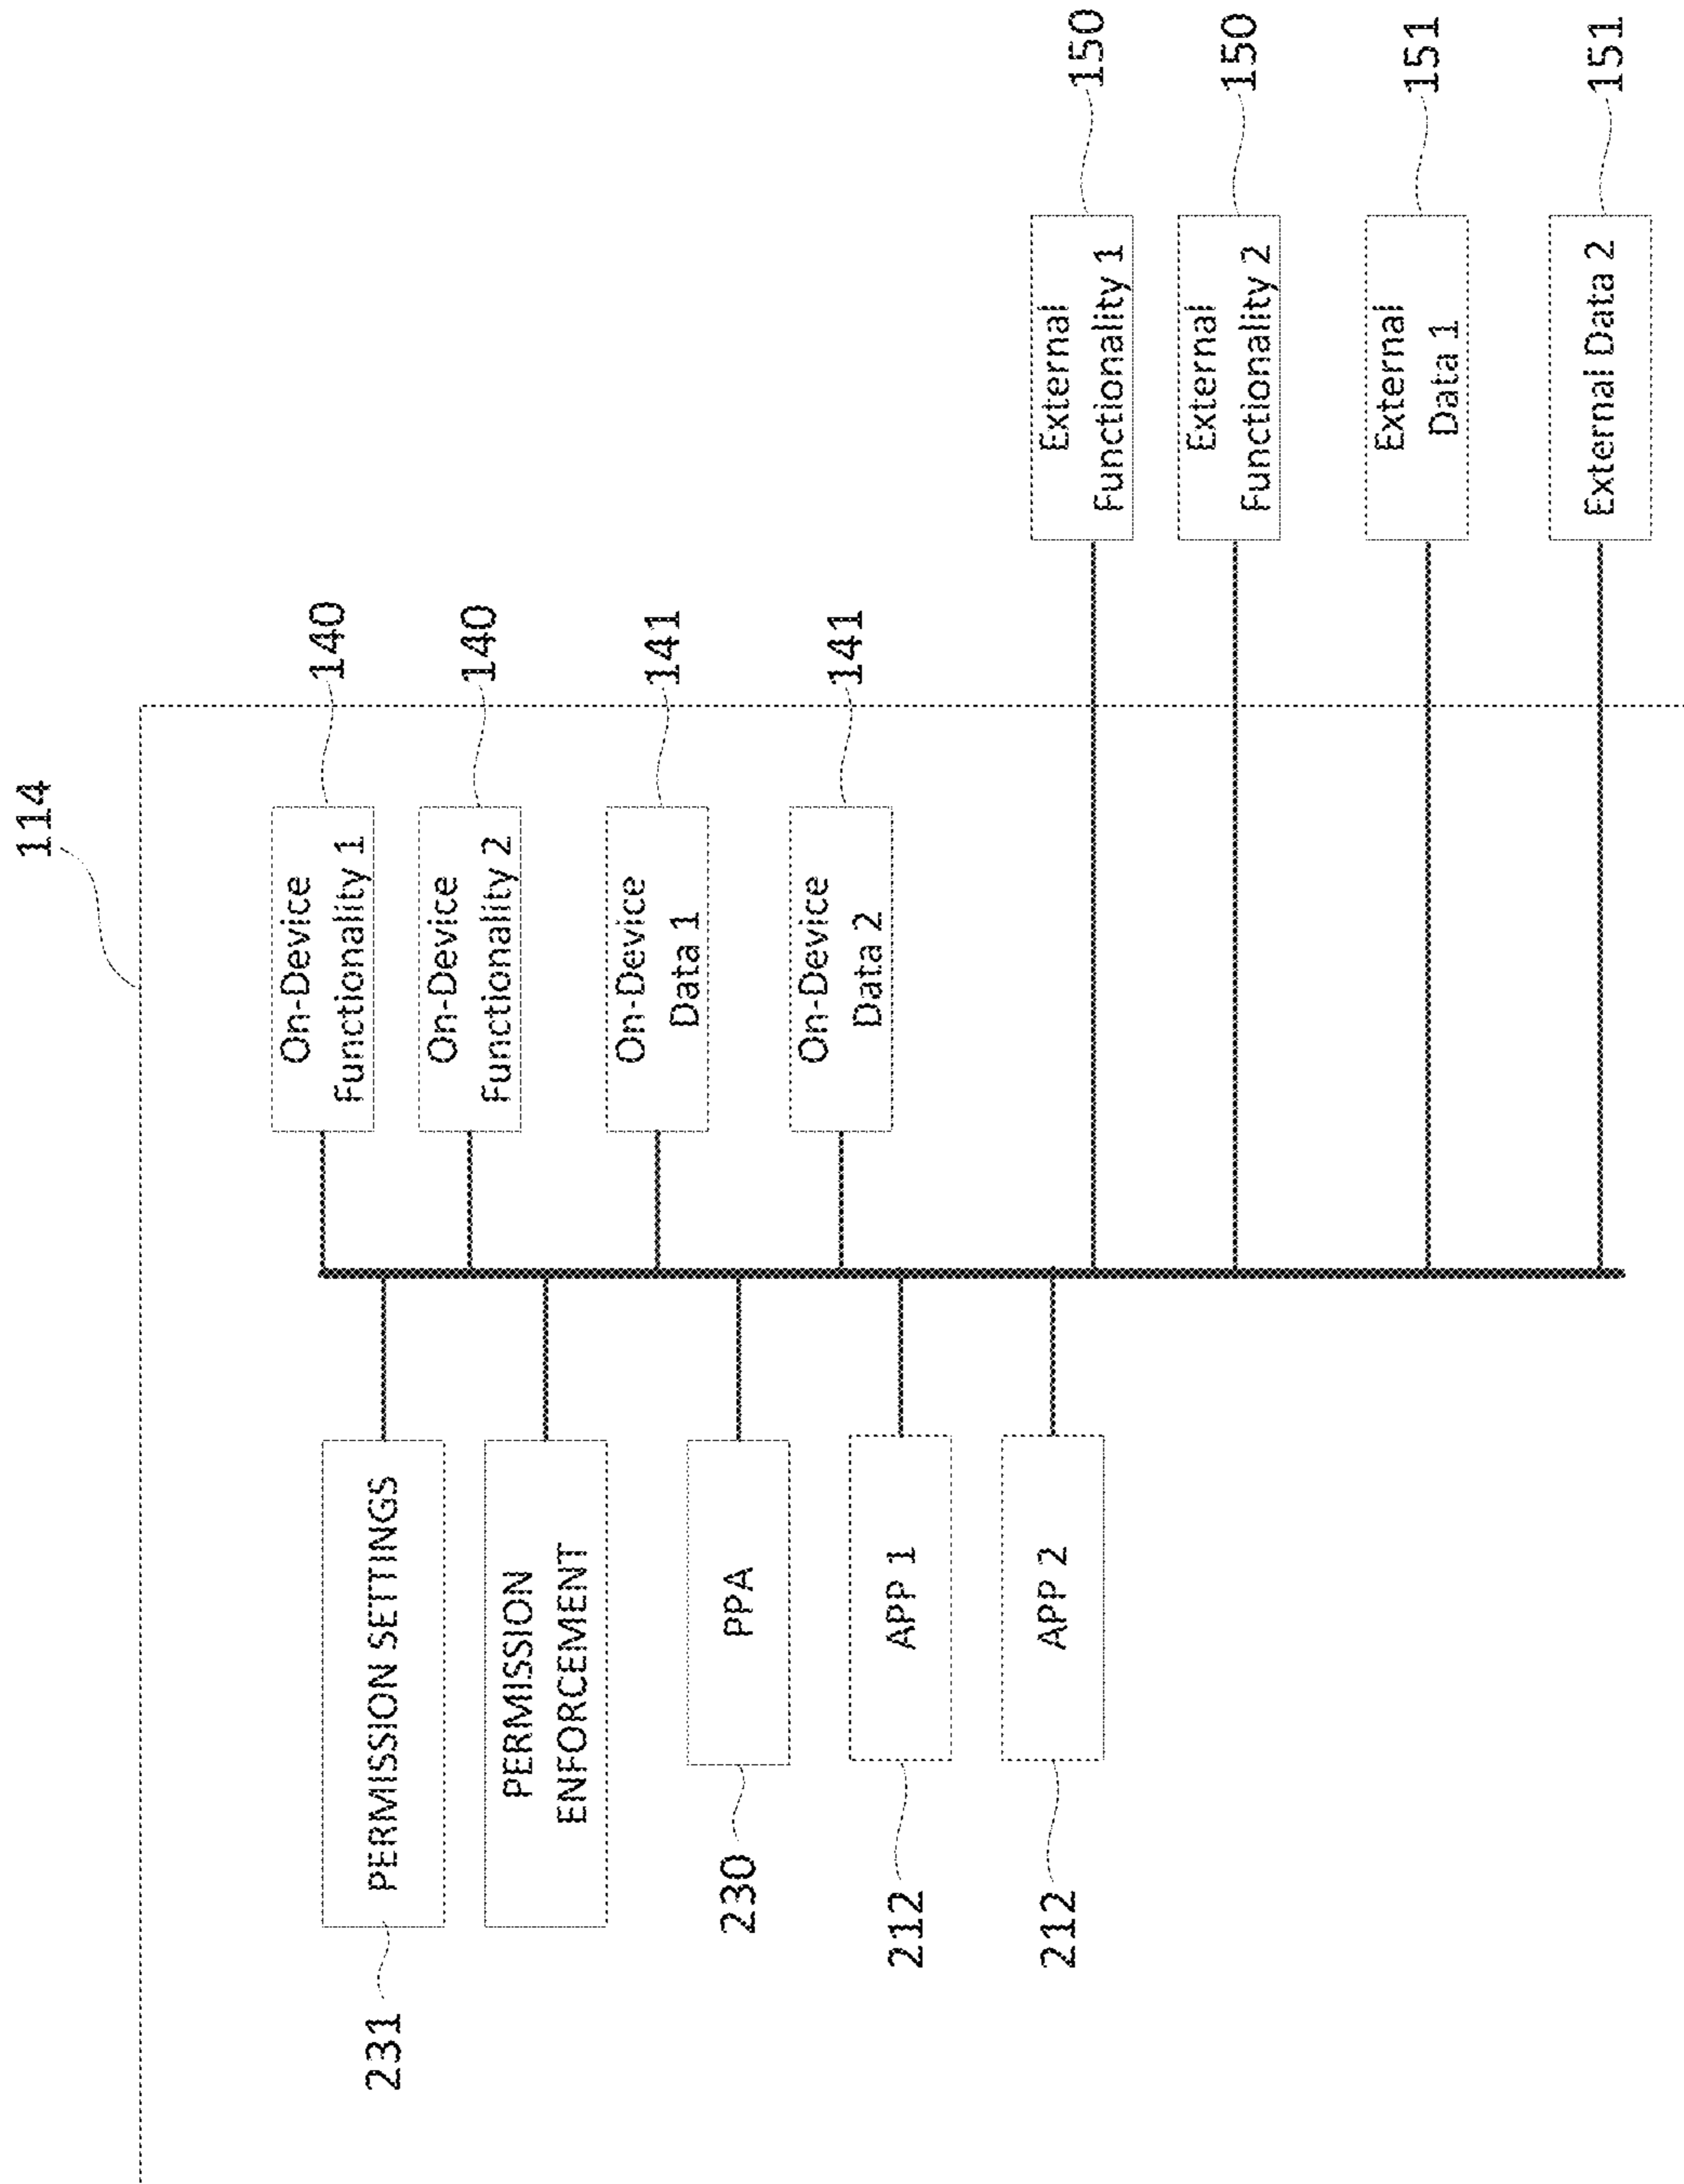 114
On-Device
Functionality 1
140
On-Device
Functionality 2
140
On-Device
Data 1
141
On-Device
Data 2
141
231
PERMISSION SETTINGS
PERMISSION
ENFORCEMENT
230
PPA
212
APP 1
212
APP 2
External
Functionality 1
150
External
Functionality 2
150
External
Data 1
151
External Data 2
151